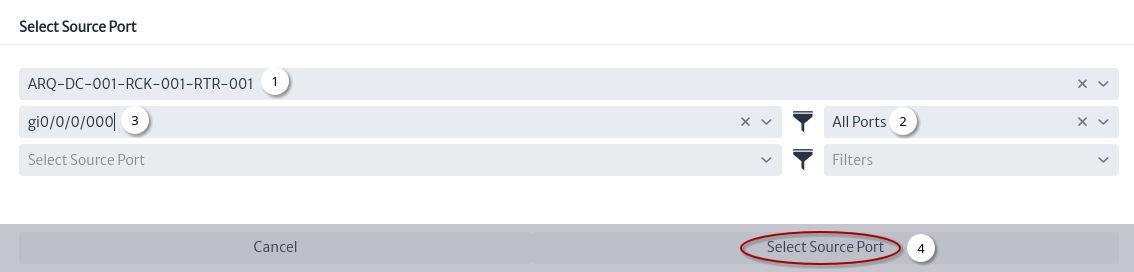 Select Source Port
ARQ-DC-001-RCK-001-RTR-001 1
gi0/0/0/000 3 All Ports 2
Select Source Port Filters
Cancel Select Source Port 4